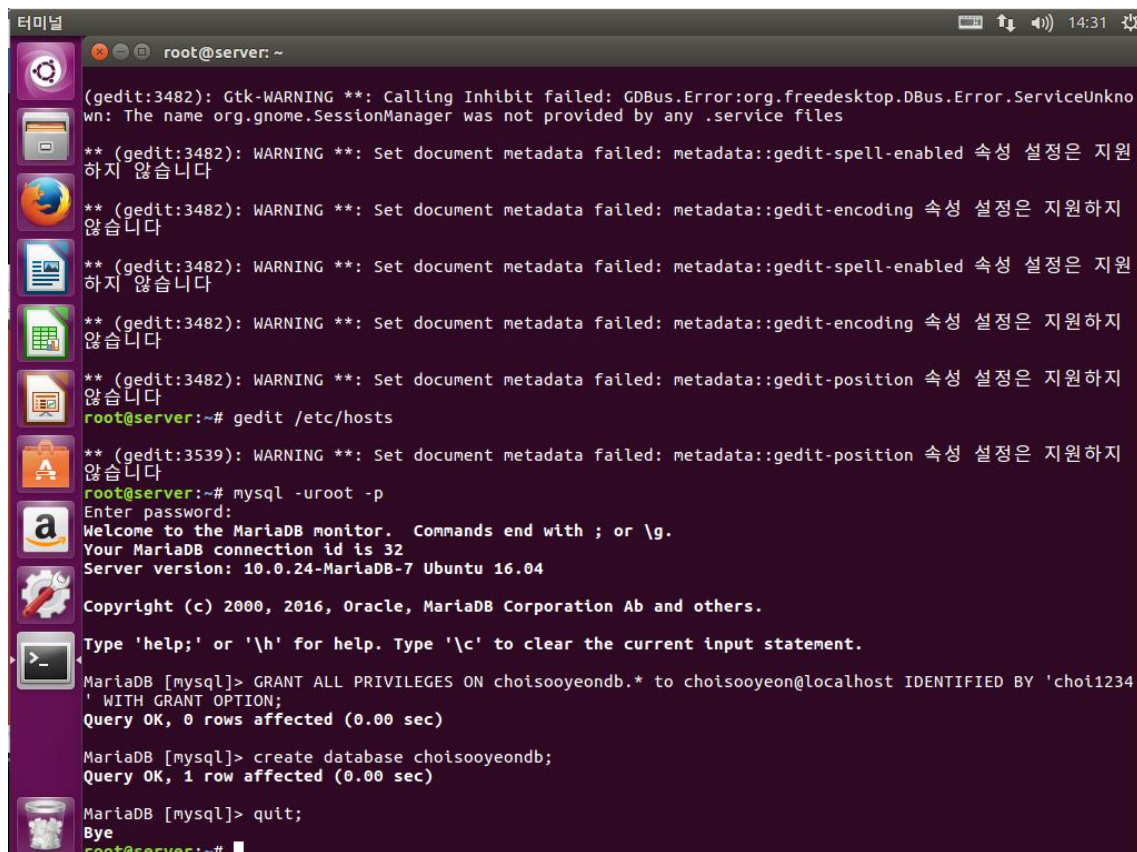 터미널
14:31
root@server: ~
(gedit:3482): Gtk-WARNING **: Calling Inhibit failed: GDBus.Error:org.freedesktop.DBus.Error.ServiceUnkno
wn: The name org.gnome.SessionManager was not provided by any .service files
** (gedit:3482): WARNING **: Set document metadata failed: metadata::gedit-spell-enabled 속성 설정은 지원
하지 않습니다
** (gedit:3482): WARNING **: Set document metadata failed: metadata::gedit-encoding 속성 설정은 지원하지
않습니다
** (gedit:3482): WARNING **: Set document metadata failed: metadata::gedit-spell-enabled 속성 설정은 지원
하지 않습니다
** (gedit:3482): WARNING **: Set document metadata failed: metadata::gedit-encoding 속성 설정은 지원하지
않습니다
** (gedit:3482): WARNING **: Set document metadata failed: metadata::gedit-position 속성 설정은 지원하지
않습니다
root@server:~# gedit /etc/hosts
** (gedit:3539): WARNING **: Set document metadata failed: metadata::gedit-position 속성 설정은 지원하지
않습니다
root@server:~# mysql -uroot -p
Enter password:
Welcome to the MariaDB monitor.  Commands end with ; or \g.
Your MariaDB connection id is 32
Server version: 10.0.24-MariaDB-7 Ubuntu 16.04
Copyright (c) 2000, 2016, Oracle, MariaDB Corporation Ab and others.
Type 'help;' or '\h' for help. Type '\c' to clear the current input statement.
MariaDB [mysql]> GRANT ALL PRIVILEGES ON choisooyeondb.* to choisooyeon@localhost IDENTIFIED BY 'choi1234
' WITH GRANT OPTION;
Query OK, 0 rows affected (0.00 sec)
MariaDB [mysql]> create database choisooyeondb;
Query OK, 1 row affected (0.00 sec)
MariaDB [mysql]> quit;
Bye
root@server:~#